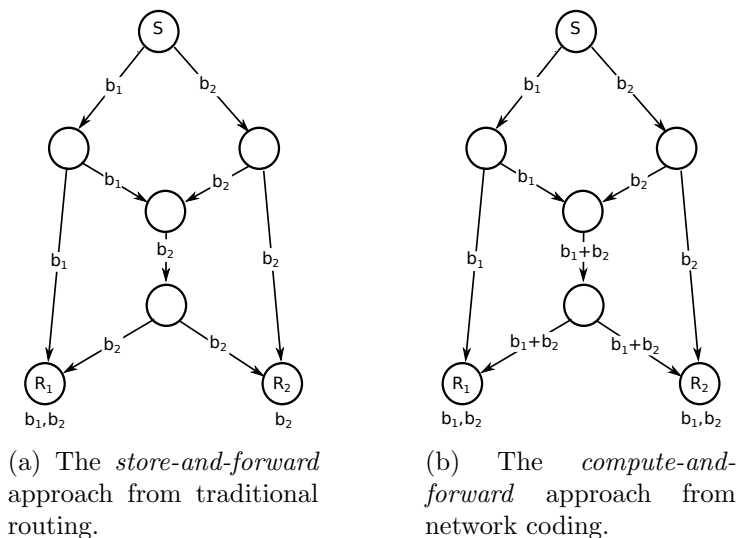 S
b₁
b₂
b₁
b₂
b₂
b₁
b₂
b₂
b₂
R₁
R₂
b₁,b₂
b₂
(a) The store-and-forward
approach from traditional
routing.
S
b₁
b₂
b₁
b₂
b₁+b₂
b₁
b₂
b₁+b₂
b₁+b₂
R₁
R₂
b₁,b₂
b₁,b₂
(b) The compute-and-
forward approach from
network coding.